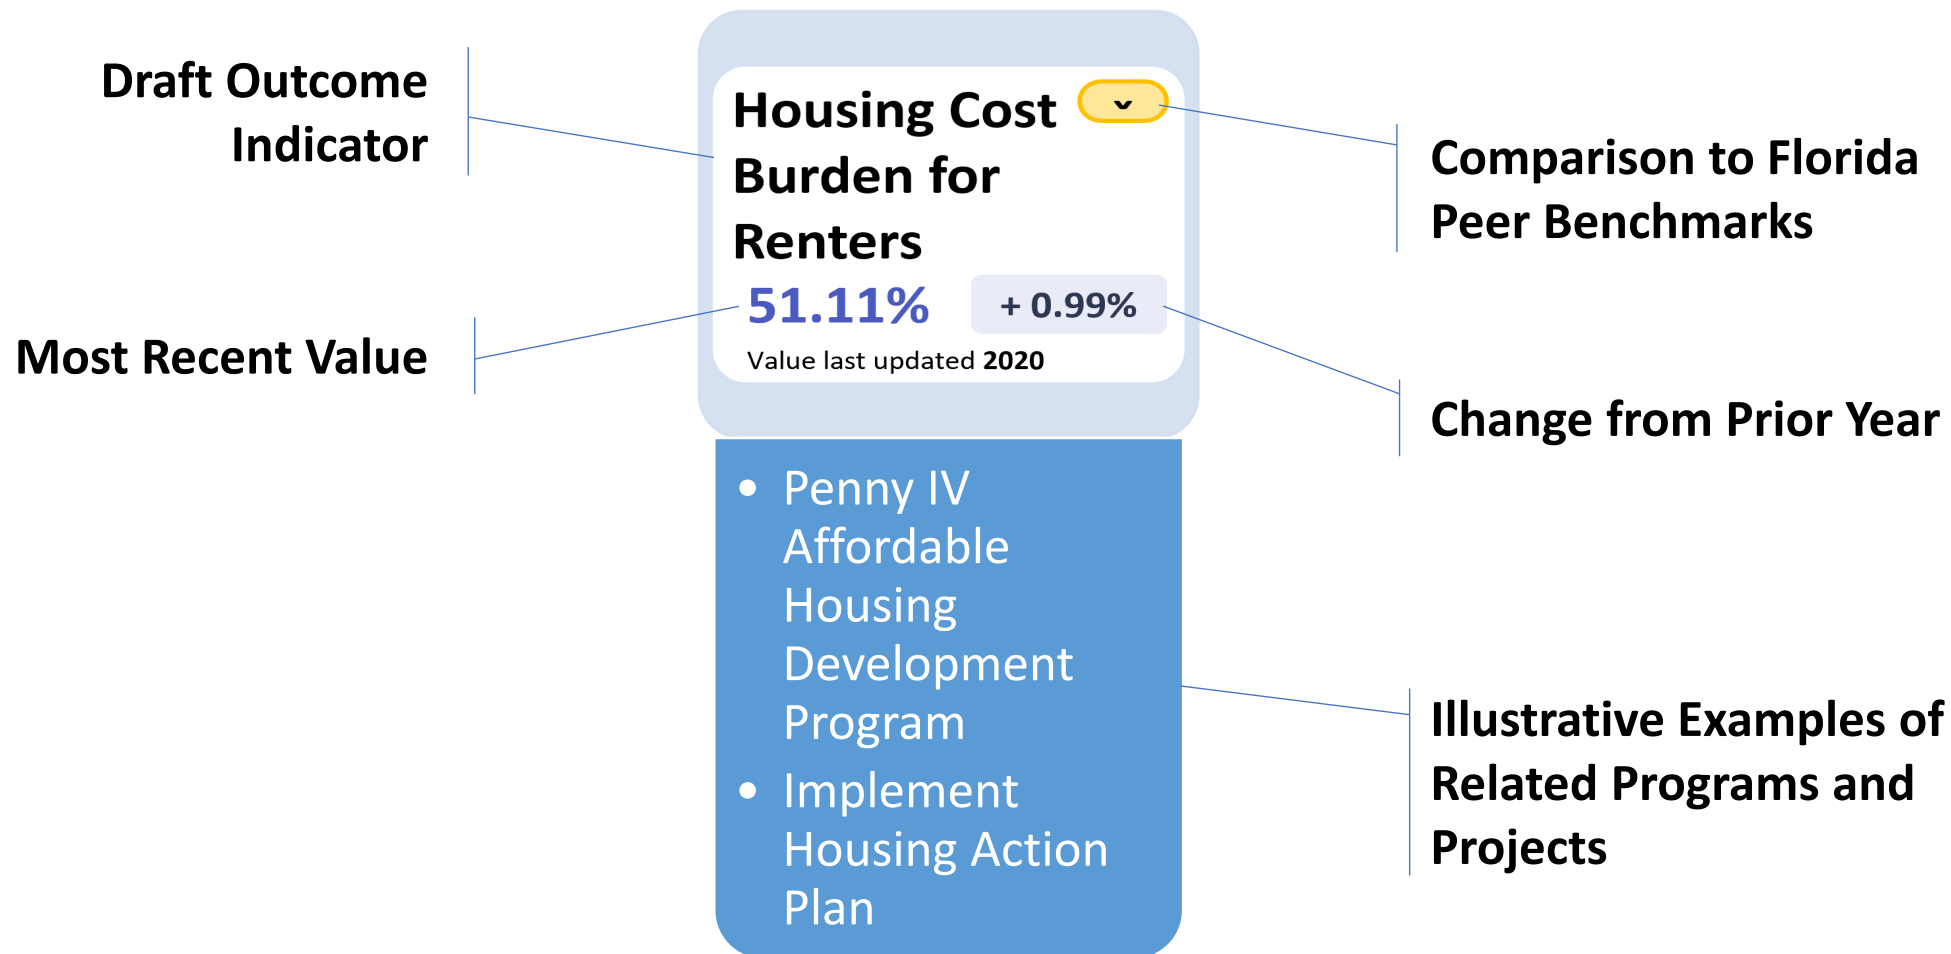 Draft Outcome
Indicator
Most Recent Value
Housing Cost
Burden for
Renters
51.11%
+ 0.99%
Value last updated 2020
Comparison to Florida
Peer Benchmarks
Change from Prior Year
• Penny IV
Affordable
Housing
Development
Program
• Implement
Housing Action
Plan
Illustrative Examples of
Related Programs and
Projects